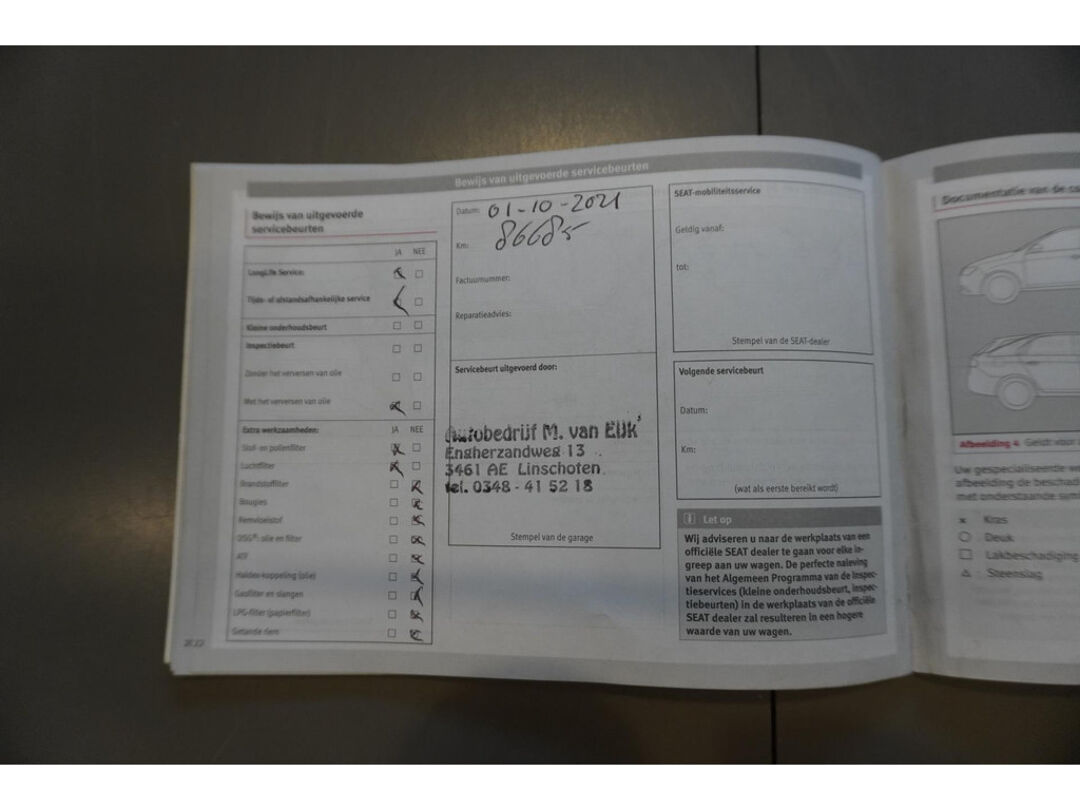 Bewijs van uitgevoerde servicebeurten
Bewijs van uitgevoerde
servicebeurten
JA NEE
LongLife Service:
Tijds- of afstandsafhankelijke service
Kleine onderhoudsbeurt
Inspectiebeurt
Zonder het verversen van olie
Met het verversen van olie
Extra werkzaamheden: JA NEE
Stof- en pollenfilter
Luchtfilter
Brandstoffilter
Bougies
Remvloeistof
DSG®: olie en filter
ATF
Haldex-koppeling (olie)
Gasfilter en slangen
LPG-filter (papierfilter)
Getande riem
Datum: 01-10-2021
Km: 86685
Factuurnummer:
Reparatieadvies:
Servicebeurt uitgevoerd door:
Autobedrijf M. van Eijk
Engherzandweg 13
3461 AE Linschoten
tel. 0348 - 41 52 18
Stempel van de garage
SEAT-mobiliteitsservice
Geldig vanaf:
tot:
Stempel van de SEAT-dealer
Volgende servicebeurt
Datum:
Km:
(wat als eerste bereikt wordt)
Let op
Wij adviseren u naar de werkplaats van een
officiële SEAT dealer te gaan voor elke in-
greep aan uw wagen. De perfecte naleving
van het Algemeen Programma van de Inspec-
tieservices (kleine onderhoudsbeurt, inspec-
tiebeurten) in de werkplaats van de officiële
SEAT dealer zal resulteren in een hogere
waarde van uw wagen.
Documentatie van de
Afbeelding 4 Geldt voor
Uw gespecialiseerde
afbeelding de
met onderstaande
Kras
Deuk
Lakbeschadiging
Steenslag